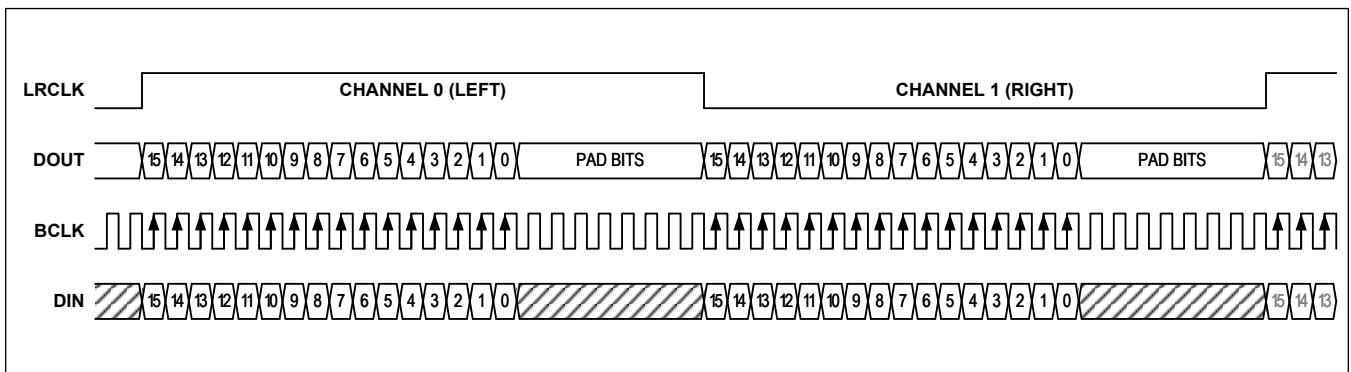 LRCLK CHANNEL 0 (LEFT) CHANNEL 1 (RIGHT)
DOUT 15 14 13 12 11 10 9 8 7 6 5 4 3 2 1 0 PAD BITS 15 14 13 12 11 10 9 8 7 6 5 4 3 2 1 0 PAD BITS 15 14 13
BCLK
DIN 15 14 13 12 11 10 9 8 7 6 5 4 3 2 1 0 15 14 13 12 11 10 9 8 7 6 5 4 3 2 1 0 15 14 13